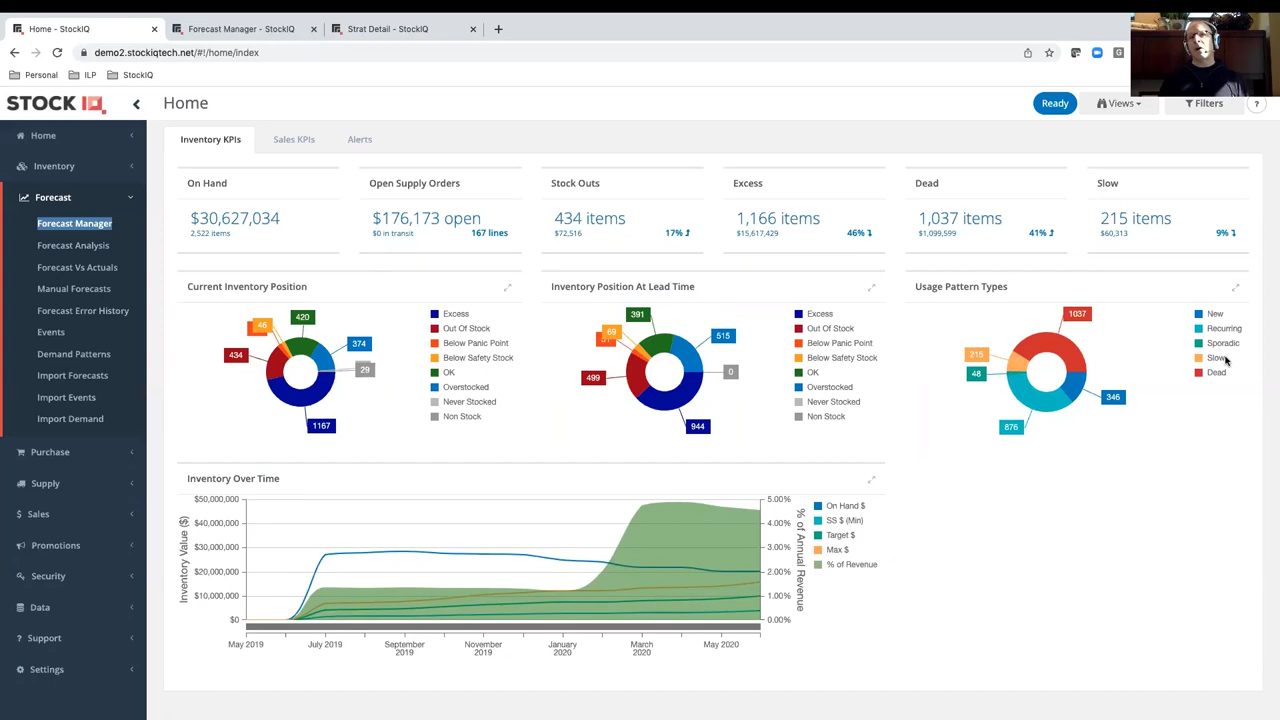 Home - StockIQ
Forecast Manager - StockIQ
Strat Detail - StockIQ
demo2.stockiqtech.net/#!/home/index
Personal
ILP
StockIQ
STOCK IQ
Home
Ready
Views
Filters
?
Home
Inventory
Forecast
Forecast Manager
Forecast Analysis
Forecast Vs Actuals
Manual Forecasts
Forecast Error History
Events
Demand Patterns
Import Forecasts
Import Events
Import Demand
Purchase
Supply
Sales
Promotions
Security
Data
Support
Settings
Inventory KPIs
Sales KPIs
Alerts
On Hand
$30,627,034
2,522 items
Open Supply Orders
$176,173 open
$0 in transit
167 lines
Stock Outs
434 items
$72,516
17%
Excess
1,166 items
$15,617,429
46%
Dead
1,037 items
$1,099,599
41%
Slow
215 items
$60,313
9%
Current Inventory Position
46
420
374
29
434
1167
Excess
Out Of Stock
Below Panic Point
Below Safety Stock
OK
Overstocked
Never Stocked
Non Stock
Inventory Position At Lead Time
69
391
515
0
499
944
Excess
Out Of Stock
Below Panic Point
Below Safety Stock
OK
Overstocked
Never Stocked
Non Stock
Usage Pattern Types
1037
215
48
346
876
New
Recurring
Sporadic
Slow
Dead
Inventory Over Time
Inventory Value ($)
$50,000,000
$40,000,000
$30,000,000
$20,000,000
$10,000,000
$0
5.00%
4.00%
3.00%
2.00%
1.00%
0.00%
% of Annual Revenue
May 2019
July 2019
September
2019
November
2019
January
2020
March
2020
May 2020
On Hand $
SS $ (Min)
Target $
Max $
% of Revenue